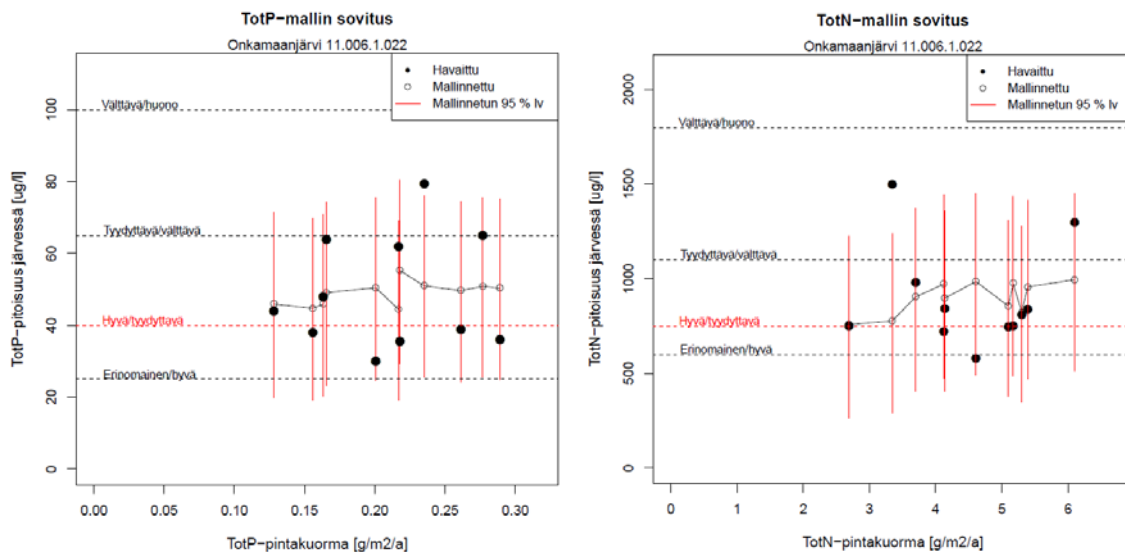 TotP−mallin sovitus
Onkamaanjärvi 11.006.1.022
Havaittu
Mallinnettu
Mallinnetun 95 % lv
Välttävä/huono
Tyydyttävä/välttävä
Hyvä/tyydyttävä
Erinomainen/hyvä
TotP−pitoisuus järvessä [ug/l]
100
80
60
40
20
0
0.00 0.05 0.10 0.15 0.20 0.25 0.30
TotP−pintakuorma [g/m2/a]
TotN−mallin sovitus
Onkamaanjärvi 11.006.1.022
Havaittu
Mallinnettu
Mallinnetun 95 % lv
Välttävä/huono
Tyydyttävä/välttävä
Hyvä/tyydyttävä
Erinomainen/hyvä
TotN−pitoisuus järvessä [ug/l]
2000
1500
1000
500
0
0 1 2 3 4 5 6
TotN−pintakuorma [g/m2/a]